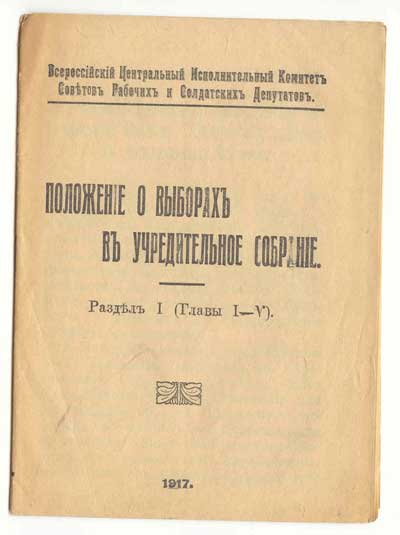 Всероссійскій Центральный Исполнительный Комитетъ
Совѣтовъ Рабочихъ и Солдатскихъ Депутатовъ.
ПОЛОЖЕНІЕ О ВЫБОРАХЪ
ВЪ УЧРЕДИТЕЛЬНОЕ СОБРАНІЕ.
Раздѣлъ I (Главы I—V).
1917.